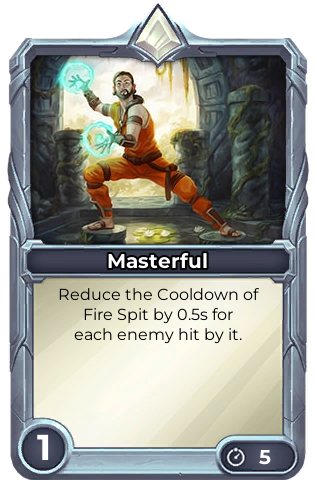 Masterful
Reduce the Cooldown of
Fire Spit by 0.5s for
each enemy hit by it.
1
5